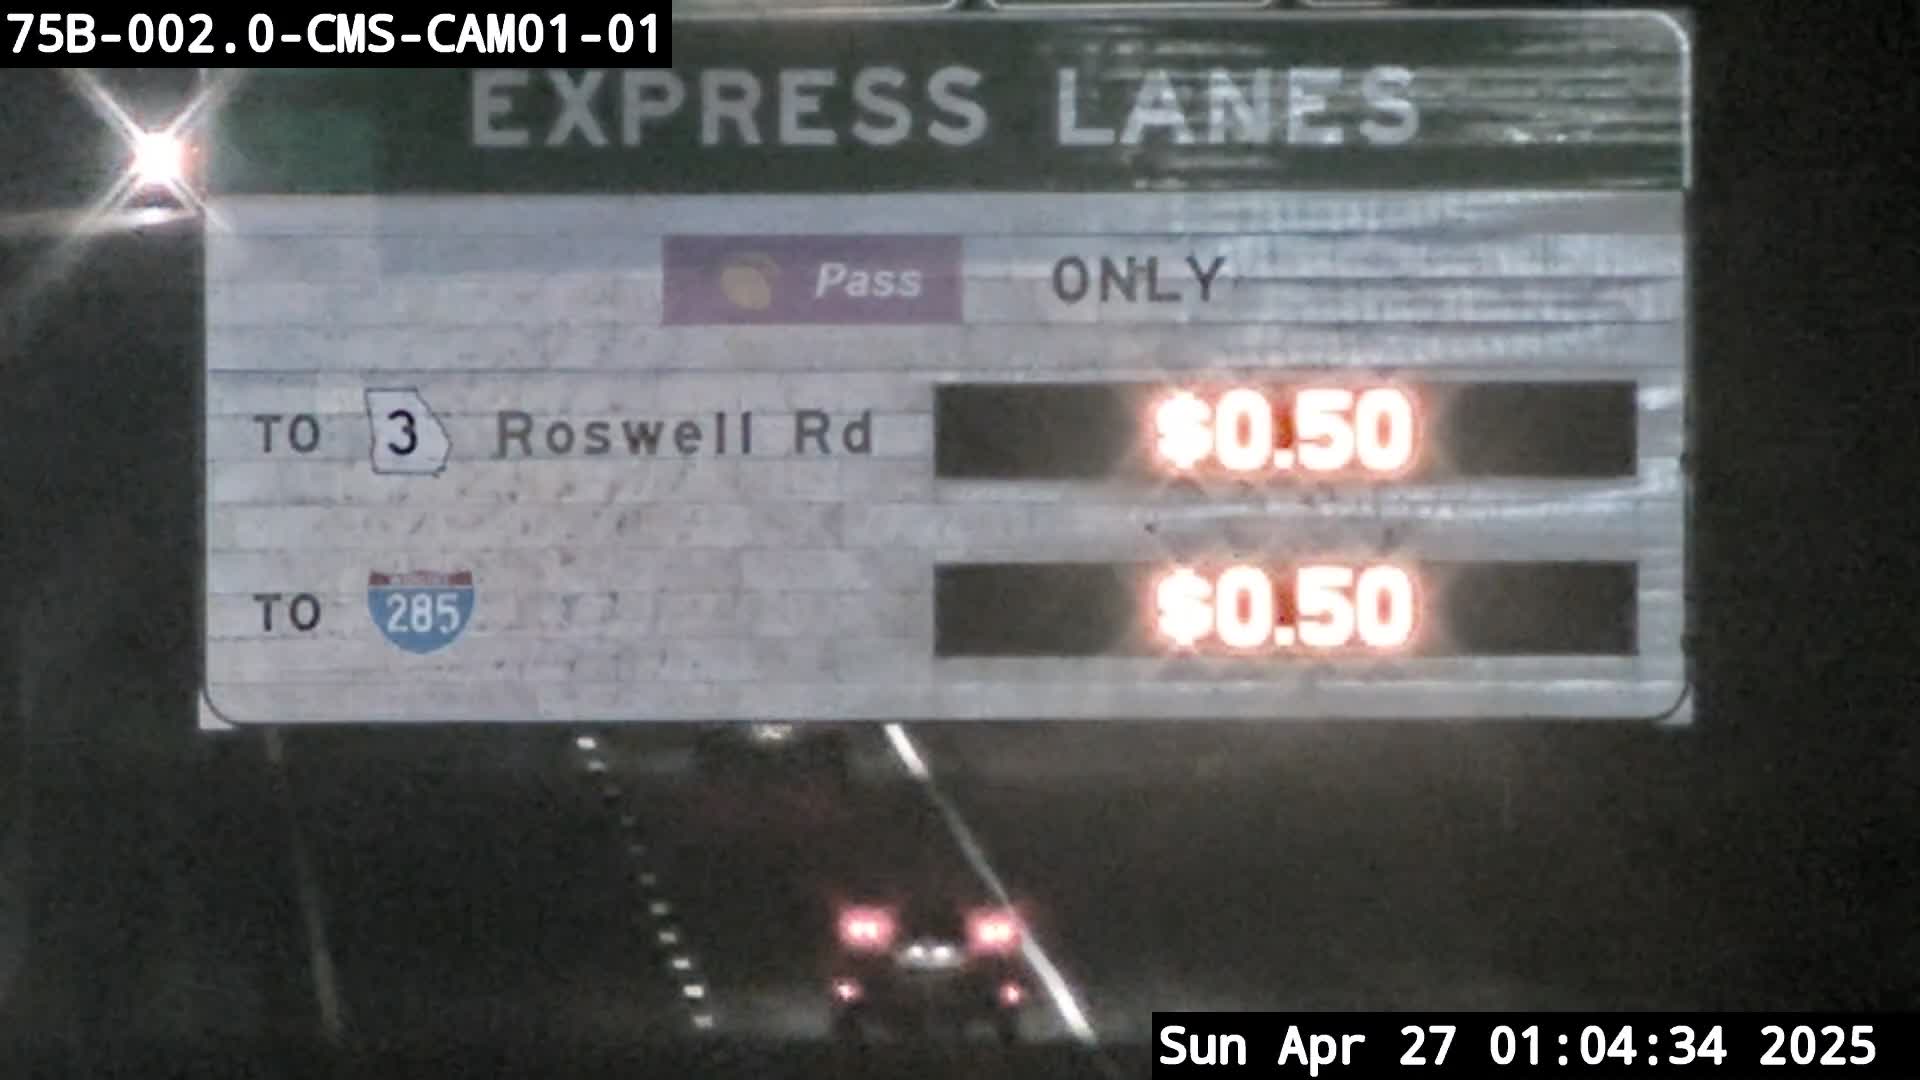 75B-002.0-CMS-CAM01-01
EXPRESS LANES
Pass ONLY
TO 3 Roswell Rd $0.50
TO 285 $0.50
Sun Apr 27 01:04:34 2025